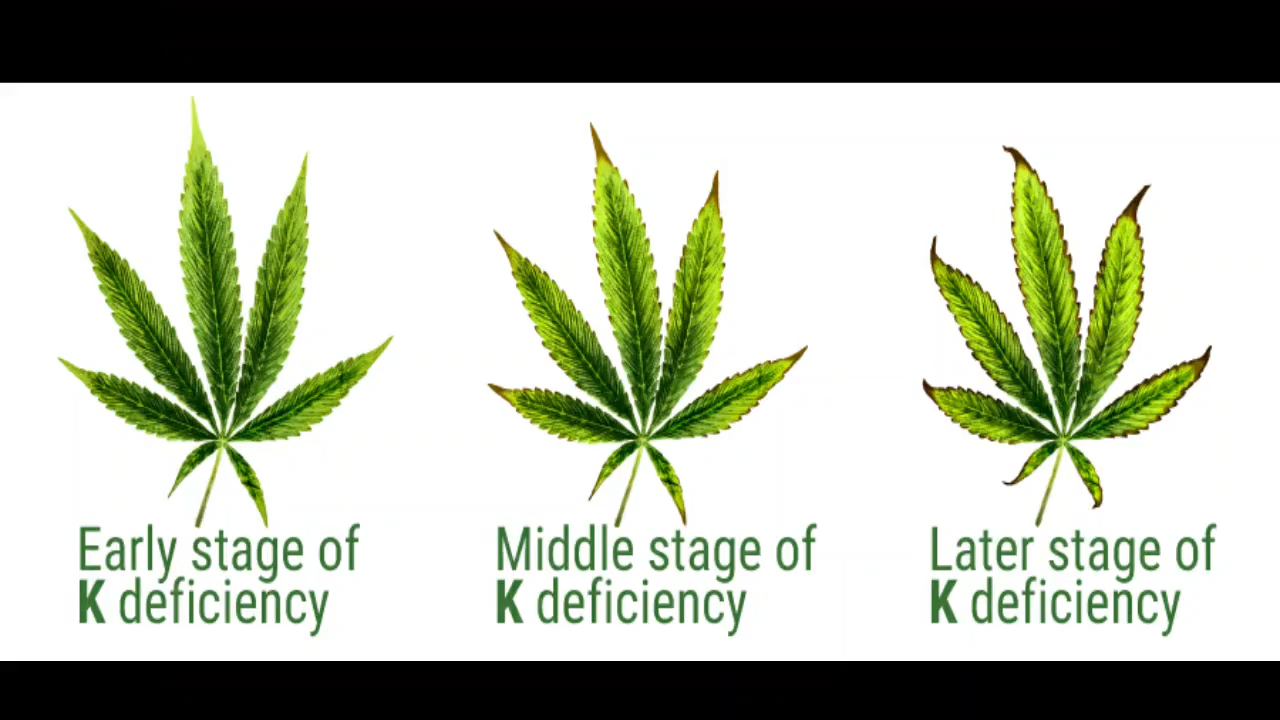 Early stage of
K deficiency
Middle stage of
K deficiency
Later stage of
K deficiency